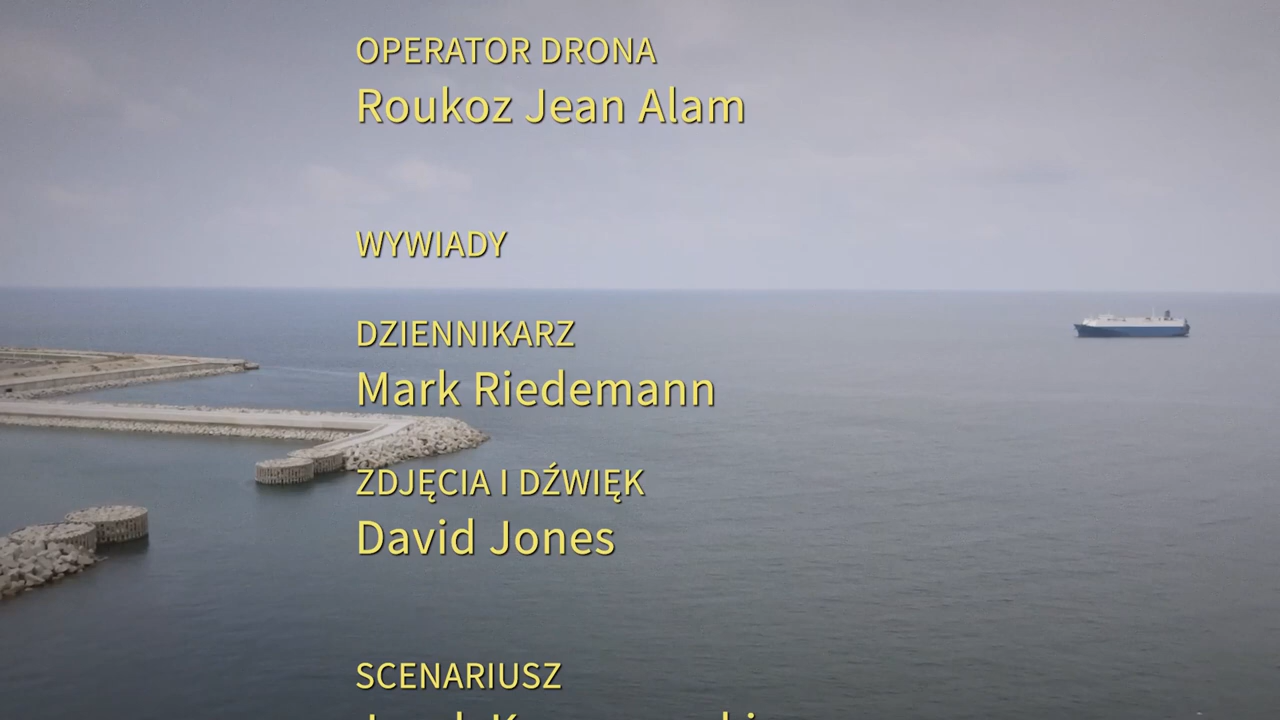 OPERATOR DRONA
Roukoz Jean Alam
WYWIADY
DZIENNIKARZ
Mark Riedemann
ZDJĘCIA I DŹWIĘK
David Jones
SCENARIUSZ